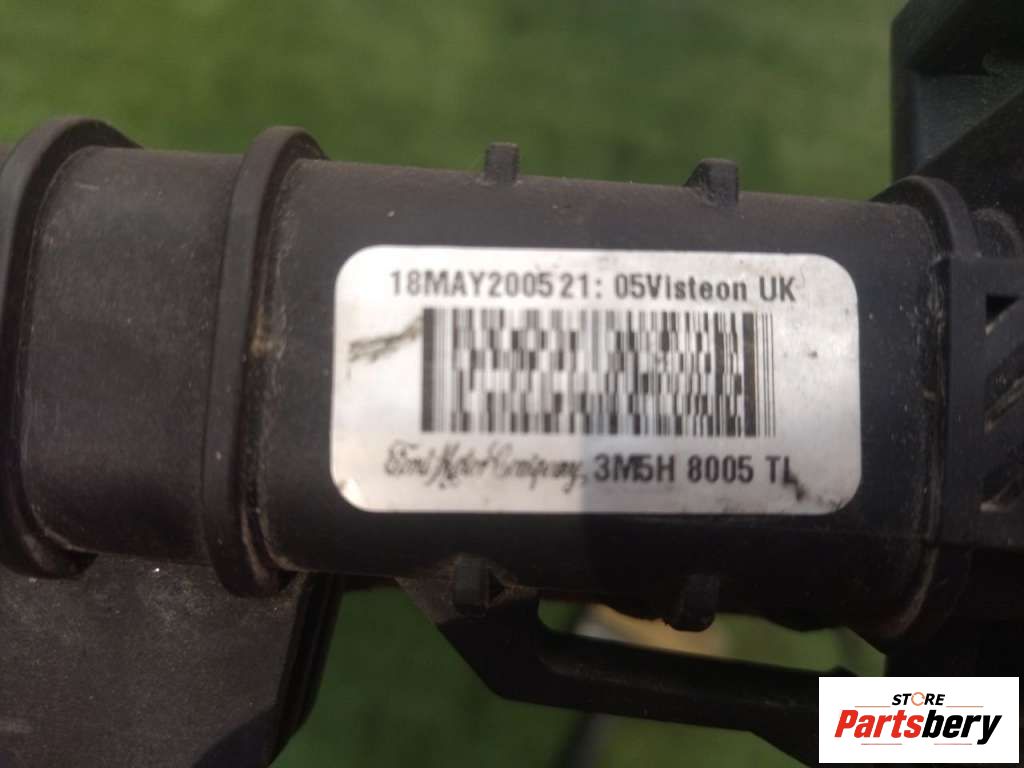 18MAY2005 21: 05Visteon UK
Ford Motor Company, 3M5H 8005 TL
STORE
Partsbery